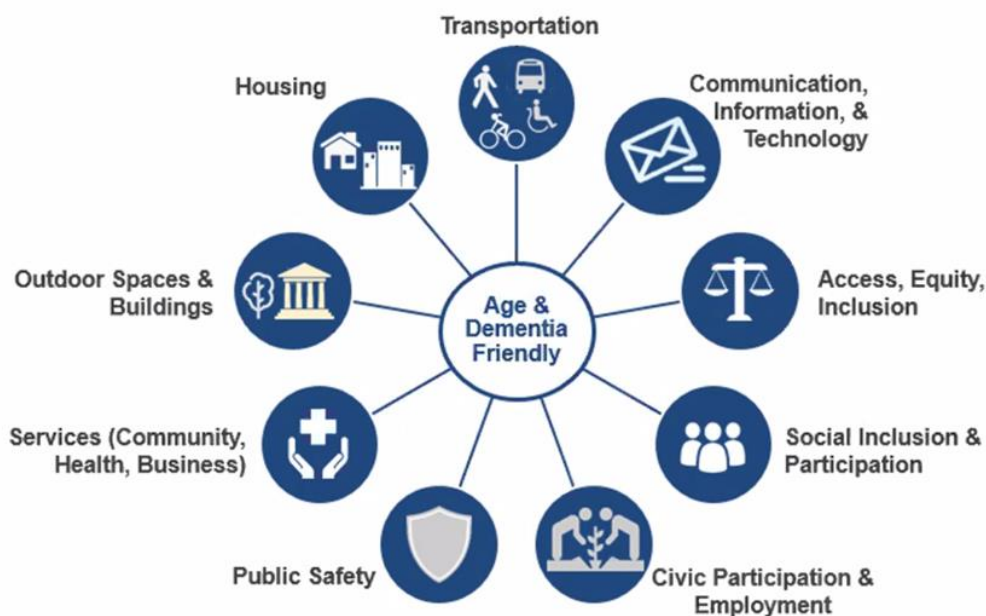 Transportation
Housing
Communication,
Information, &
Technology
Outdoor Spaces &
Buildings
Age &
Dementia
Friendly
Access, Equity,
Inclusion
Services (Community,
Health, Business)
Social Inclusion &
Participation
Public Safety
Civic Participation &
Employment